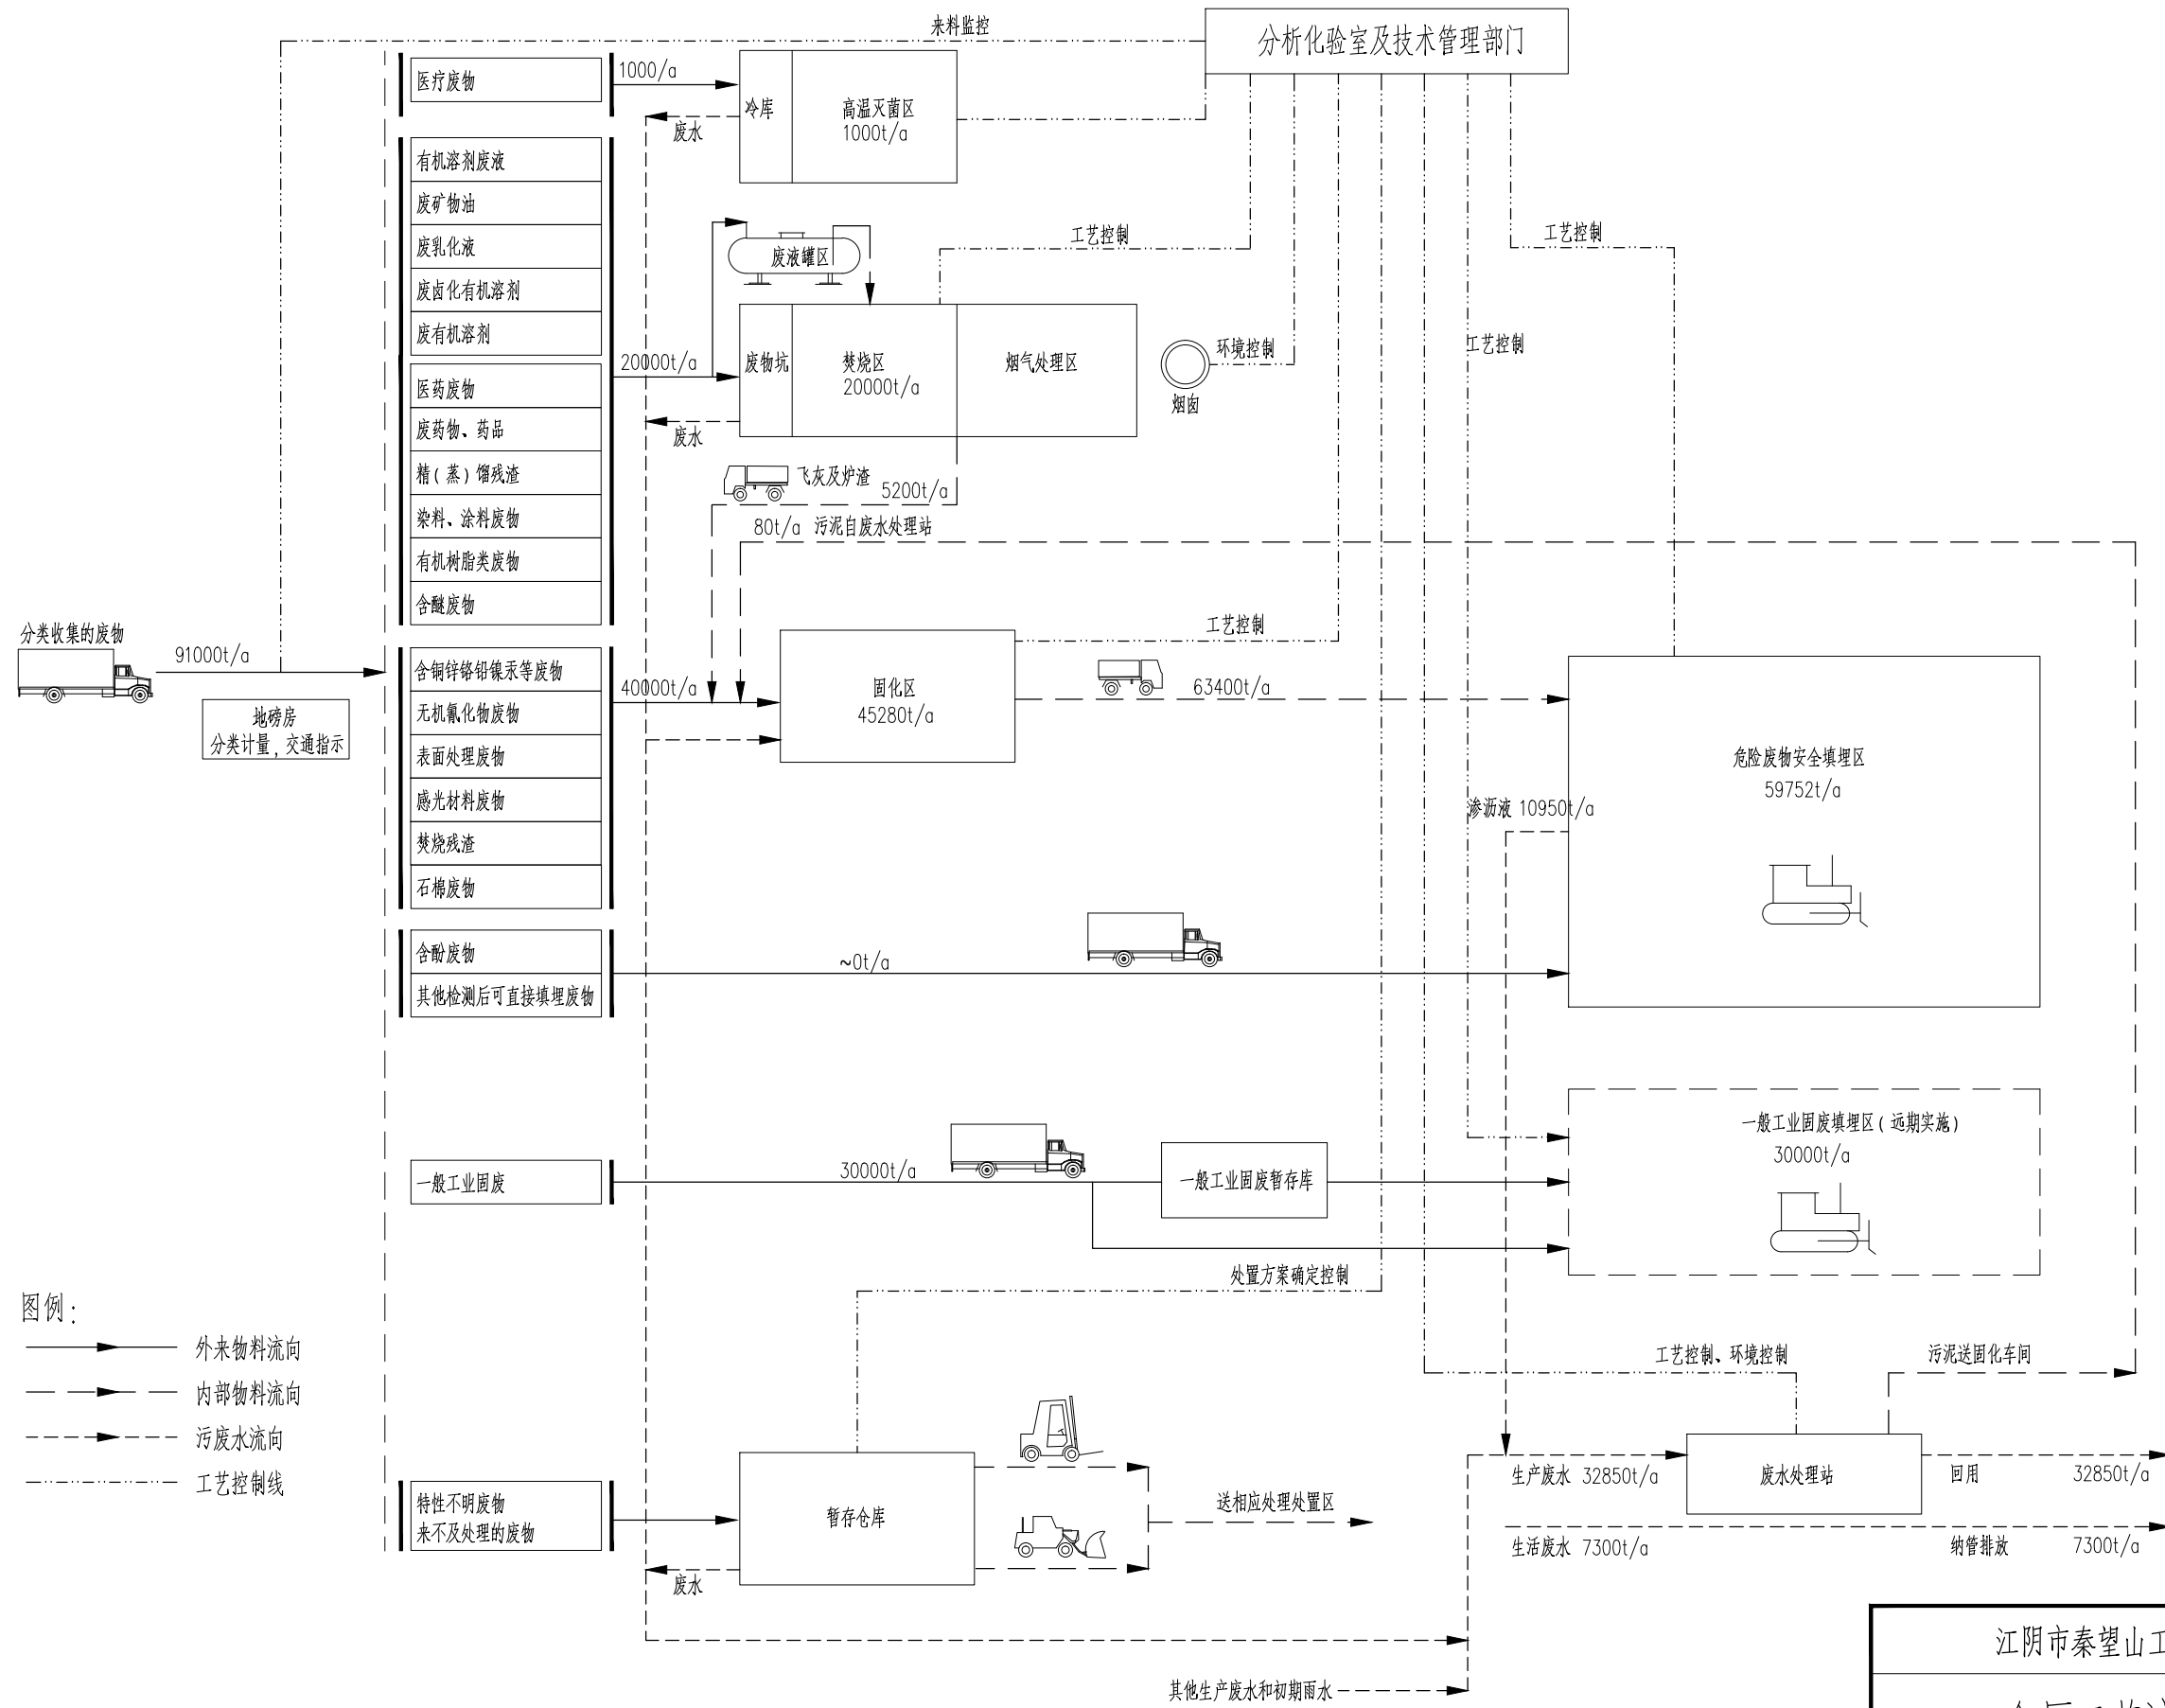 来料监控
分析化验室及技术管理部门
医疗废物
1000/a
冷库
高温灭菌区
1000t/a
废水
有机溶剂废液
废矿物油
废乳化液
废卤化有机溶剂
废有机溶剂
废液罐区
工艺控制
工艺控制
工艺控制
医药废物
废药物、药品
精(蒸)馏残渣
染料、涂料废物
有机树脂类废物
含醚废物
20000t/a
废物坑
焚烧区
20000t/a
烟气处理区
环境控制
烟囱
废水
飞灰及炉渣
5200t/a
80t/a 污泥自废水处理站
分类收集的废物
91000t/a
地磅房
分类计量,交通指示
含铜锌铬铅镍汞等废物
无机氰化物废物
表面处理废物
感光材料废物
焚烧残渣
石棉废物
40000t/a
固化区
45280t/a
工艺控制
63400t/a
危险废物安全填埋区
59752t/a
渗沥液 10950t/a
含酚废物
其他检测后可直接填埋废物
~0t/a
一般工业固废
30000t/a
一般工业固废暂存库
一般工业固废填埋区(远期实施)
30000t/a
处置方案确定控制
图例:
外来物料流向
内部物料流向
污废水流向
工艺控制线
工艺控制、环境控制
污泥送固化车间
特性不明废物
来不及处理的废物
暂存仓库
废水
送相应处理处置区
生产废水 32850t/a
废水处理站
回用 32850t/a
生活废水 7300t/a
纳管排放 7300t/a
其他生产废水和初期雨水
江阴市秦望山工